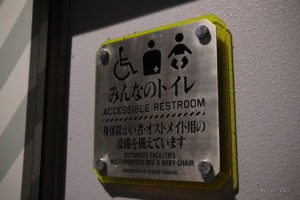 みんなのトイレ
ACCESSIBLE RESTROOM
身体障がい者・オストメイト用の
設備を備えています
OSTOMATE FACILITIES
MULTI-PURPOSE BED & BABY CHAIR